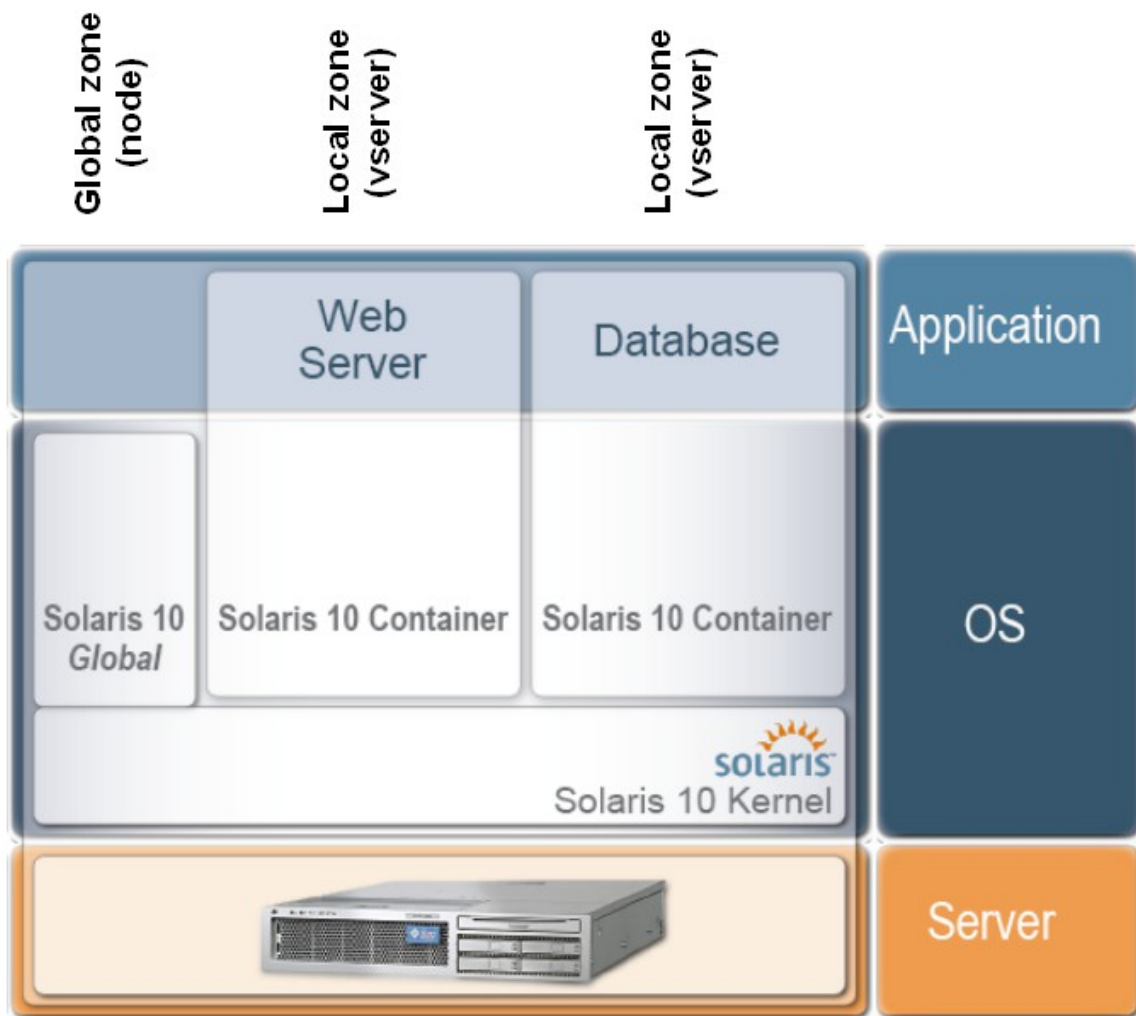 Global zone
(node)
Local zone
(vserver)
Local zone
(vserver)
Web
Server
Database
Application
Solaris 10
Global
Solaris 10 Container
Solaris 10 Container
OS
solaris™
Solaris 10 Kernel
Server